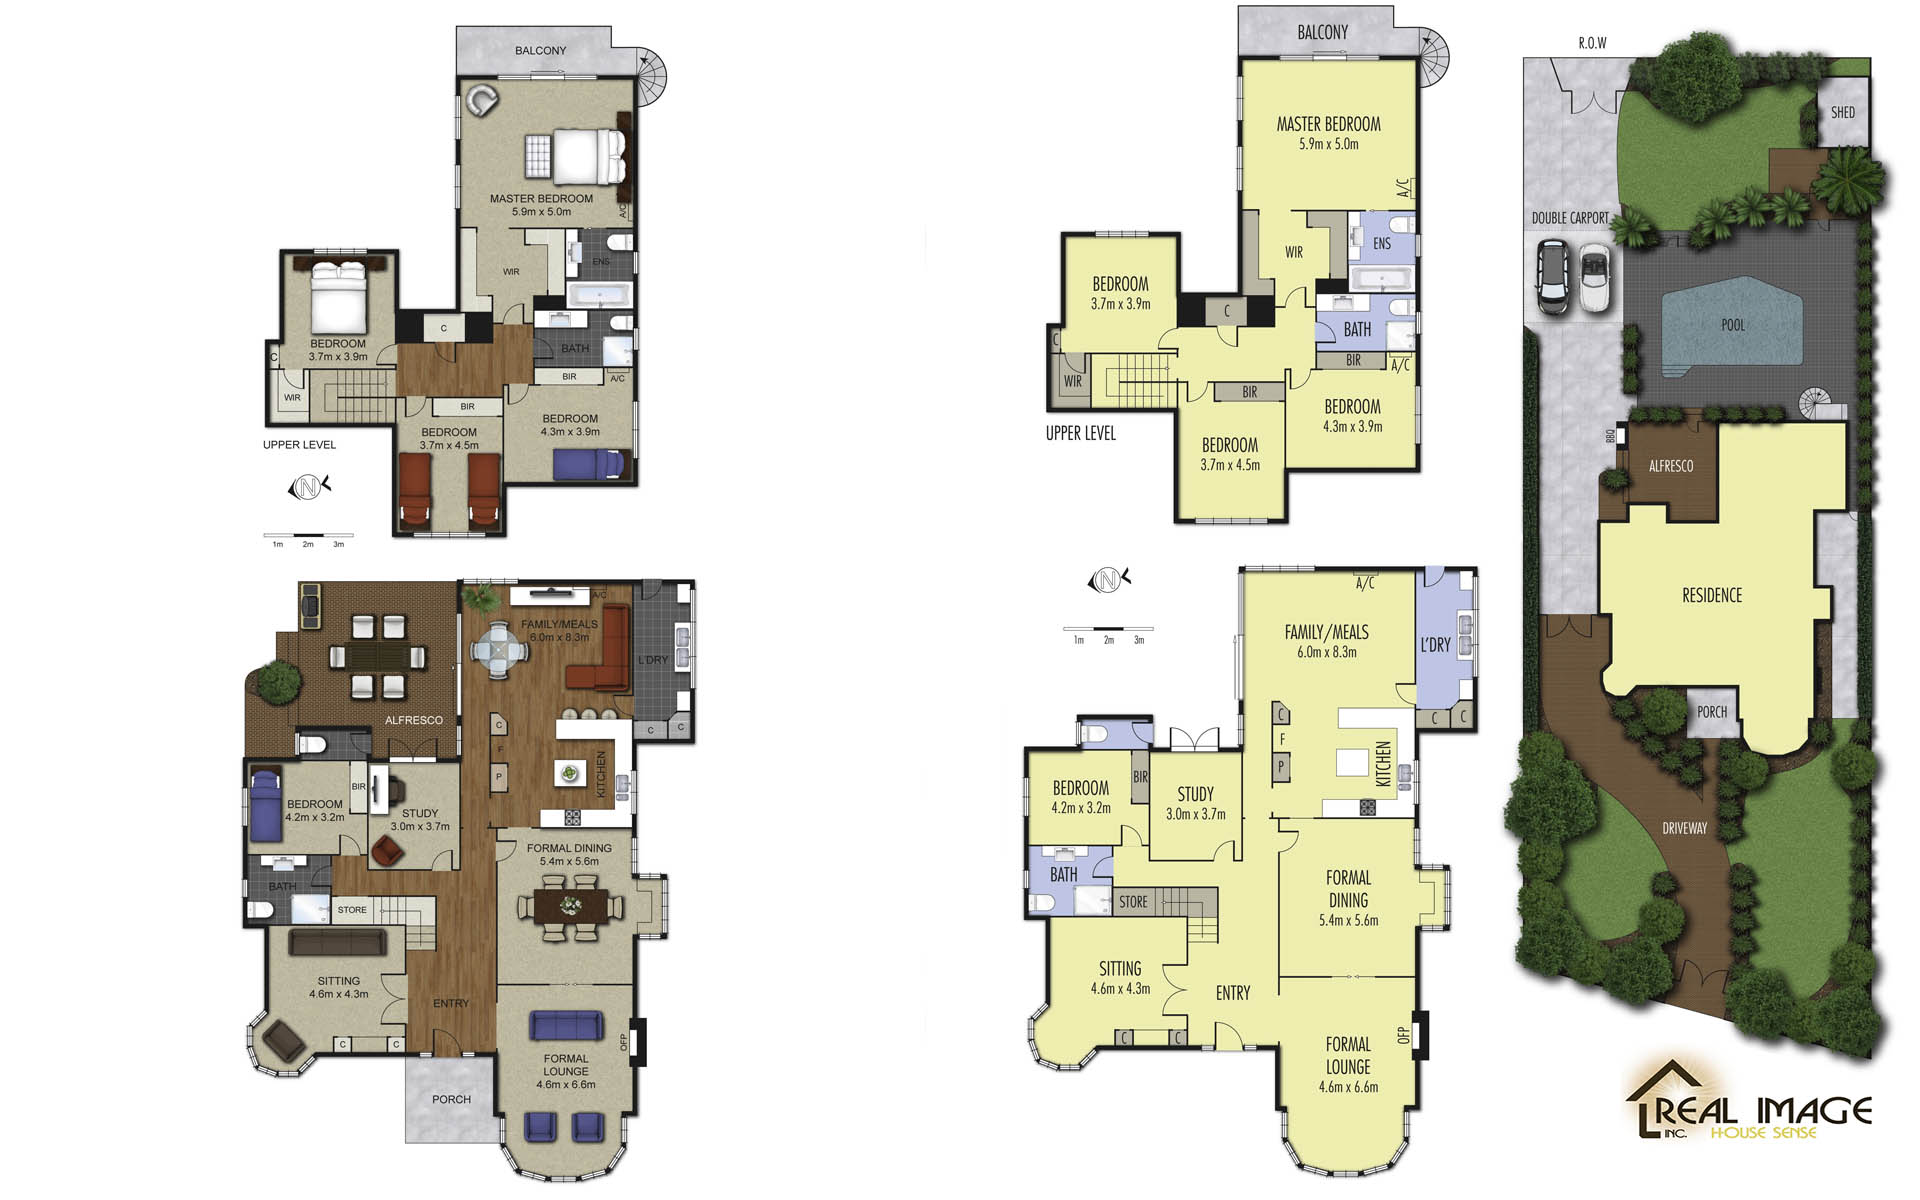 BALCONY
MASTER BEDROOM
5.9m x 5.0m
A/C
WIR
ENS
BEDROOM
3.7m x 3.9m
C
C
BATH
WIR
BIR
A/C
BIR
BEDROOM
4.3m x 3.9m
BEDROOM
3.7m x 4.5m
UPPER LEVEL
N
1m 2m 3m
A/C
FAMILY/MEALS
6.0m x 8.3m
L'DRY
ALFRESCO
C
F
P
C C
KITCHEN
BIR
BEDROOM
4.2m x 3.2m
STUDY
3.0m x 3.7m
FORMAL DINING
5.4m x 5.6m
BATH
STORE
SITTING
4.6m x 4.3m
ENTRY
C C
OFP
FORMAL
LOUNGE
4.6m x 6.6m
PORCH
BALCONY
MASTER BEDROOM
5.9m x 5.0m
A/C
WIR
ENS
BEDROOM
3.7m x 3.9m
C
C
BATH
WIR
BIR
A/C
BIR
BEDROOM
4.3m x 3.9m
BEDROOM
3.7m x 4.5m
UPPER LEVEL
N
1m 2m 3m
A/C
FAMILY/MEALS
6.0m x 8.3m
L'DRY
C
F
P
C C
KITCHEN
BEDROOM
4.2m x 3.2m
BIR
STUDY
3.0m x 3.7m
BATH
STORE
FORMAL
DINING
5.4m x 5.6m
SITTING
4.6m x 4.3m
ENTRY
C C
OFP
FORMAL
LOUNGE
4.6m x 6.6m
R.O.W
SHED
DOUBLE CARPORT
POOL
BBQ
ALFRESCO
RESIDENCE
PORCH
DRIVEWAY
REAL IMAGE
INC. HOUSE SENSE